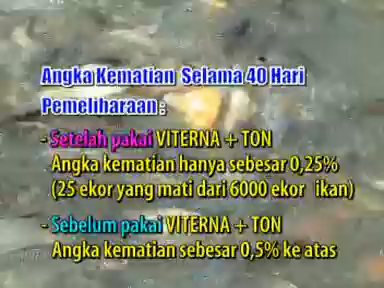 Angka Kematian Selama 40 Hari
Pemeliharaan :
- Setelah pakai VITERNA + TON
Angka kematian hanya sebesar 0,25%
(25 ekor yang mati dari 6000 ekor ikan)
- Sebelum pakai VITERNA + TON
Angka kematian sebesar 0,5% ke atas